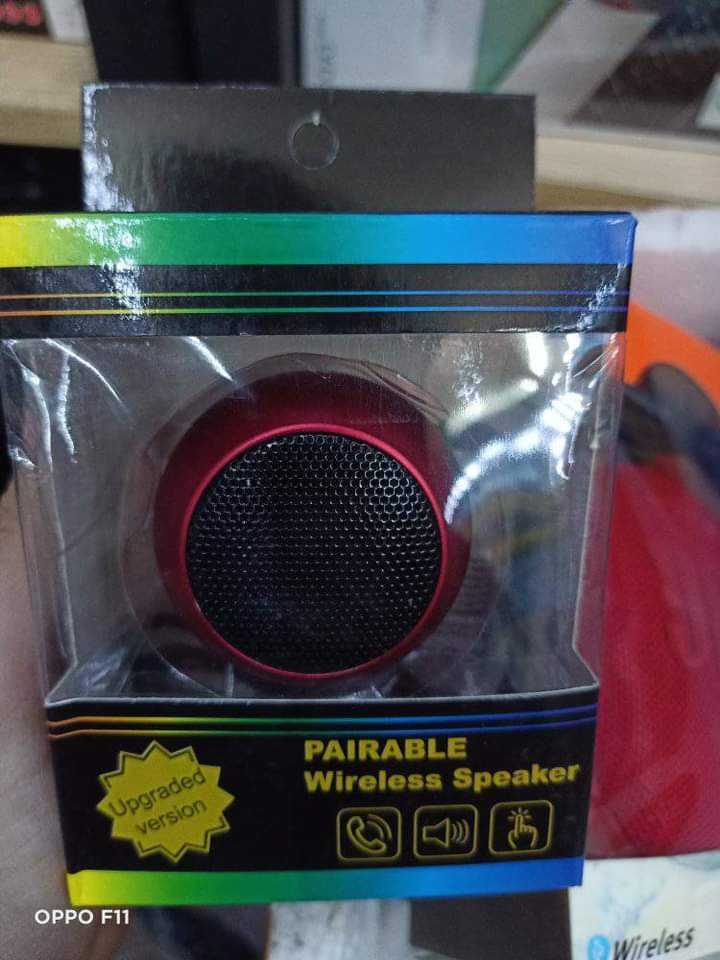 PAIRABLE
Wireless Speaker
Upgraded
version
OPPO F11
Wireless